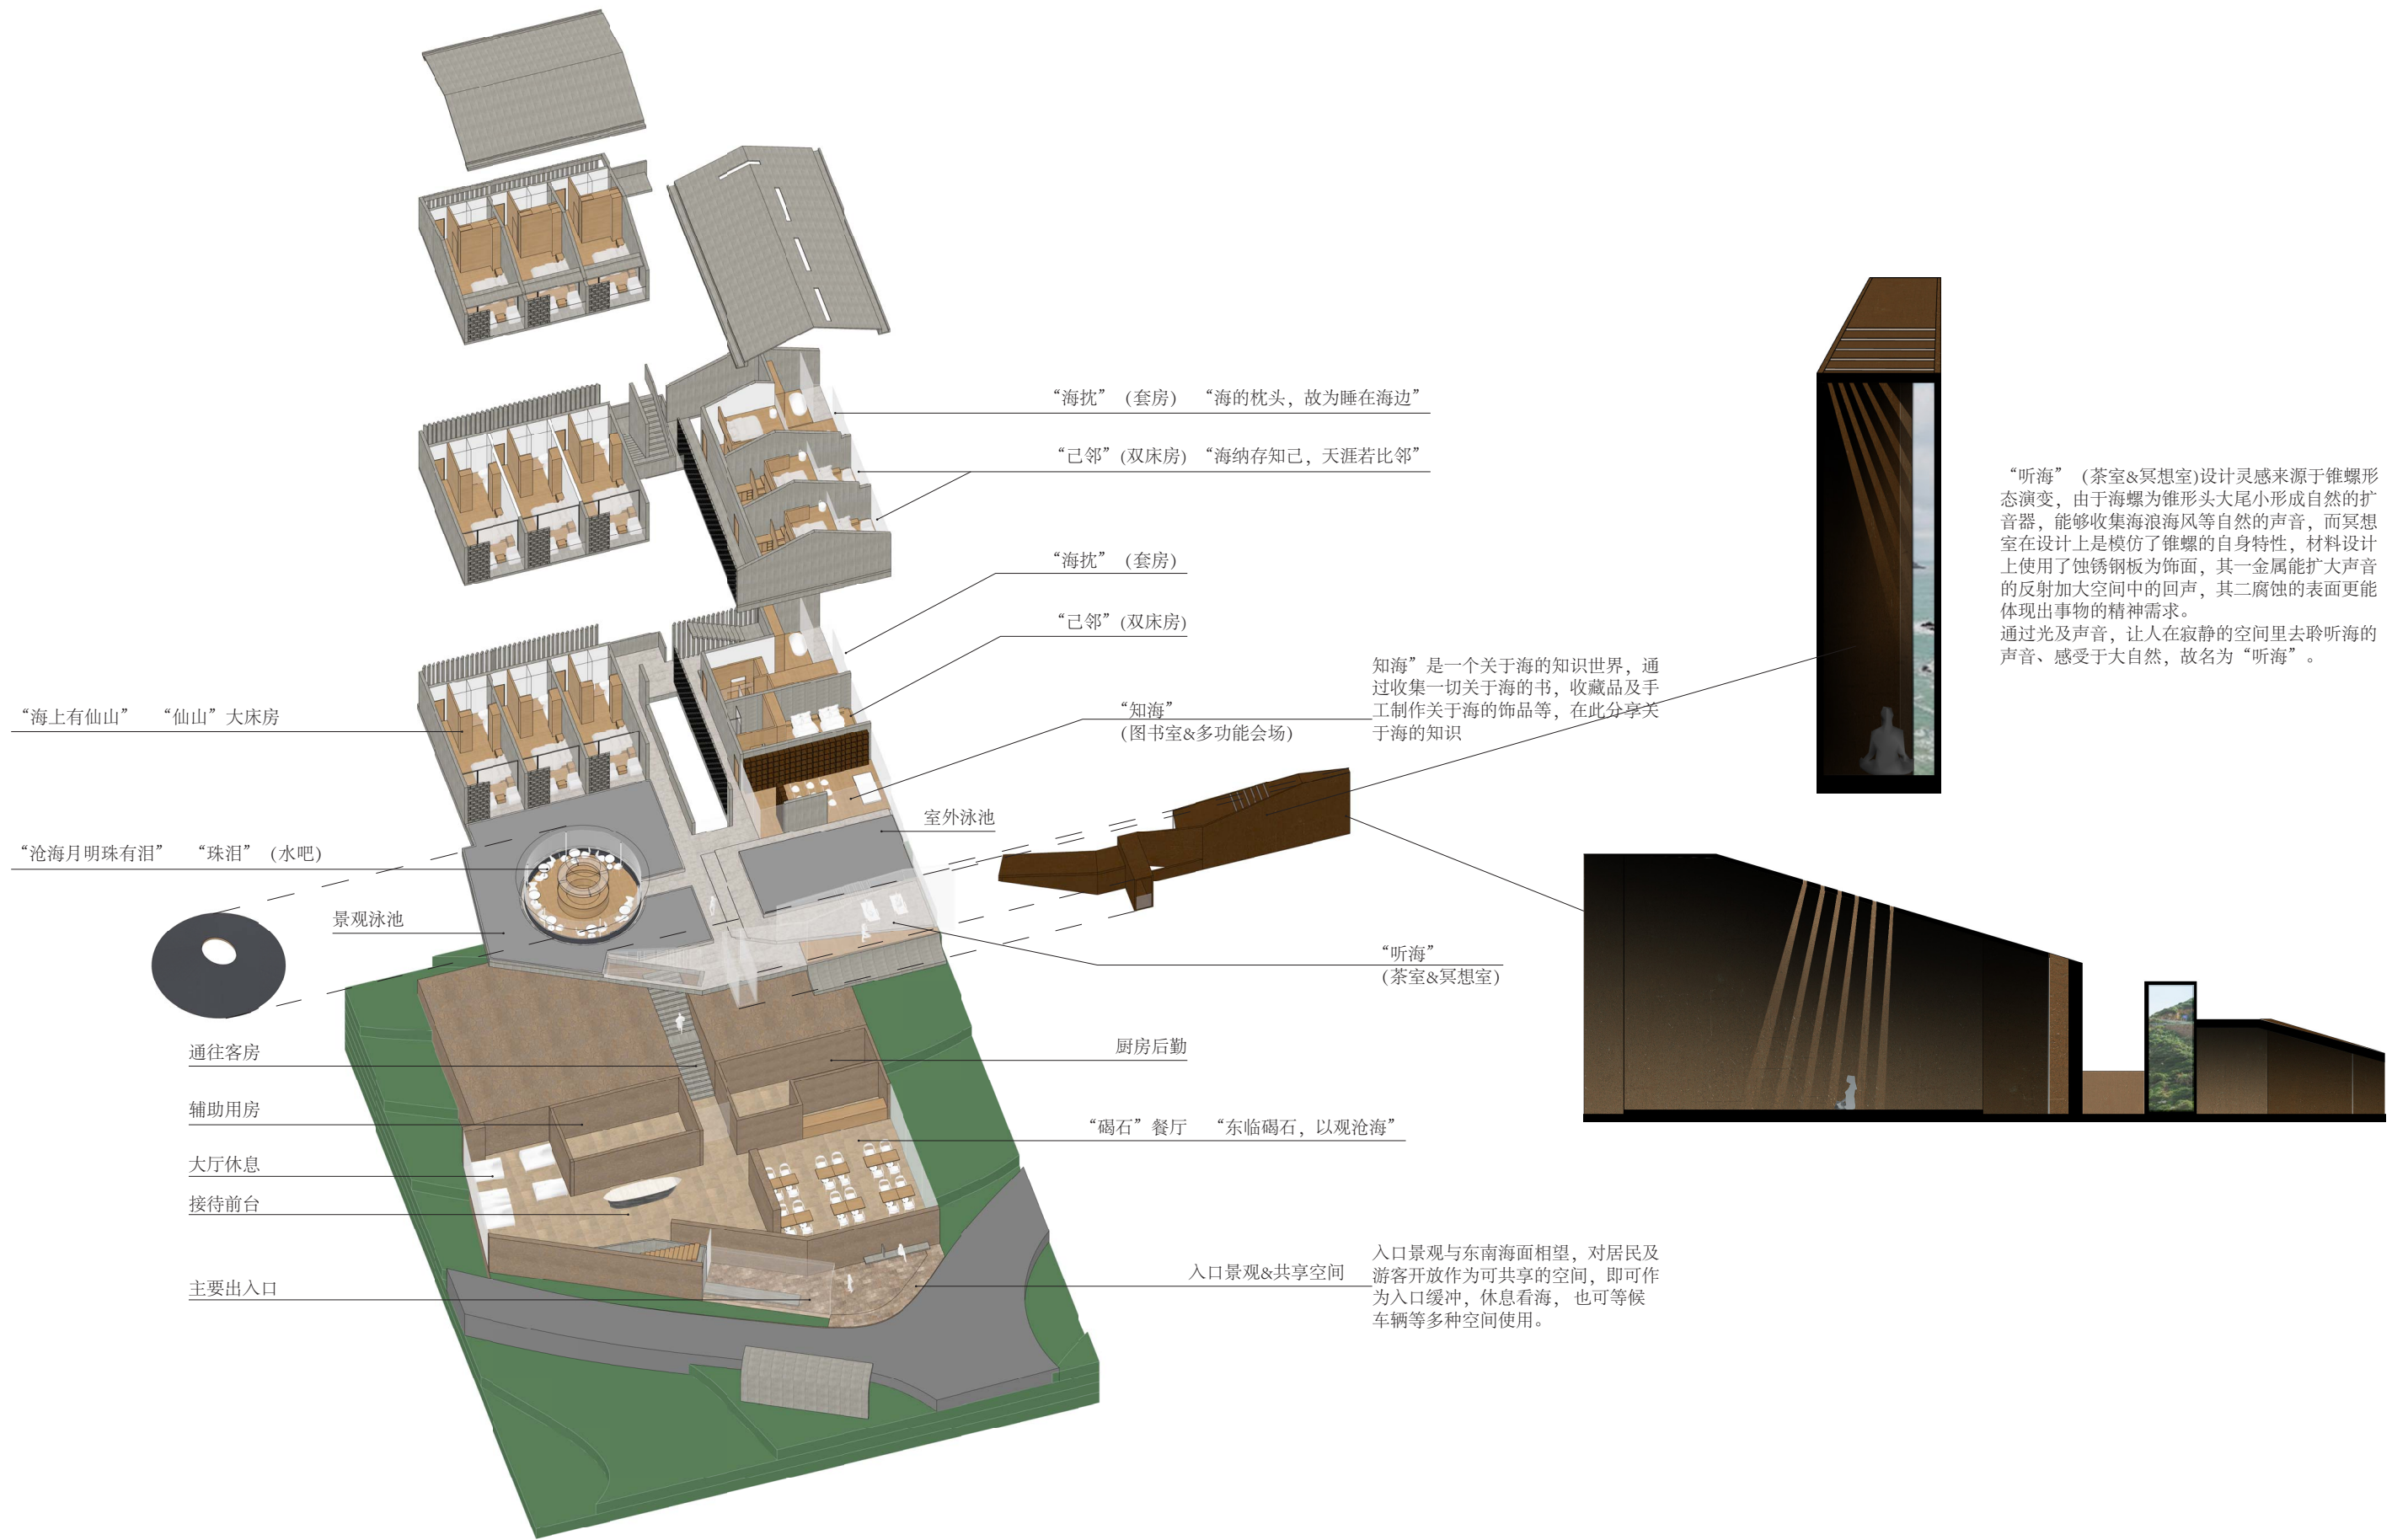 “海扰”（套房） “海的枕头，故为睡在海边”
“己邻”(双床房) “海纳存知己，天涯若比邻”
“海扰”（套房）
“己邻”(双床房)
“知海”
(图书室&多功能会场)
知海”是一个关于海的知识世界，通
过收集一切关于海的书，收藏品及手
工制作关于海的饰品等，在此分享关
于海的知识
“听海”（茶室&冥想室)设计灵感来源于锥螺形
态演变，由于海螺为锥形头大尾小形成自然的扩
音器，能够收集海浪海风等自然的声音，而冥想
室在设计上是模仿了锥螺的自身特性，材料设计
上使用了蚀锈钢板为饰面，其一金属能扩大声音
的反射加大空间中的回声，其二腐蚀的表面更能
体现出事物的精神需求。
通过光及声音，让人在寂静的空间里去聆听海的
声音、感受于大自然，故名为“听海”。
“海上有仙山” “仙山”大床房
室外泳池
“沧海月明珠有泪” “珠泪”（水吧)
景观泳池
“听海”
（茶室&冥想室)
通往客房
厨房后勤
辅助用房
“碣石”餐厅 “东临碣石，以观沧海”
大厅休息
接待前台
主要出入口
入口景观&共享空间
入口景观与东南海面相望，对居民及
游客开放作为可共享的空间，即可作
为入口缓冲，休息看海，也可等候
车辆等多种空间使用。